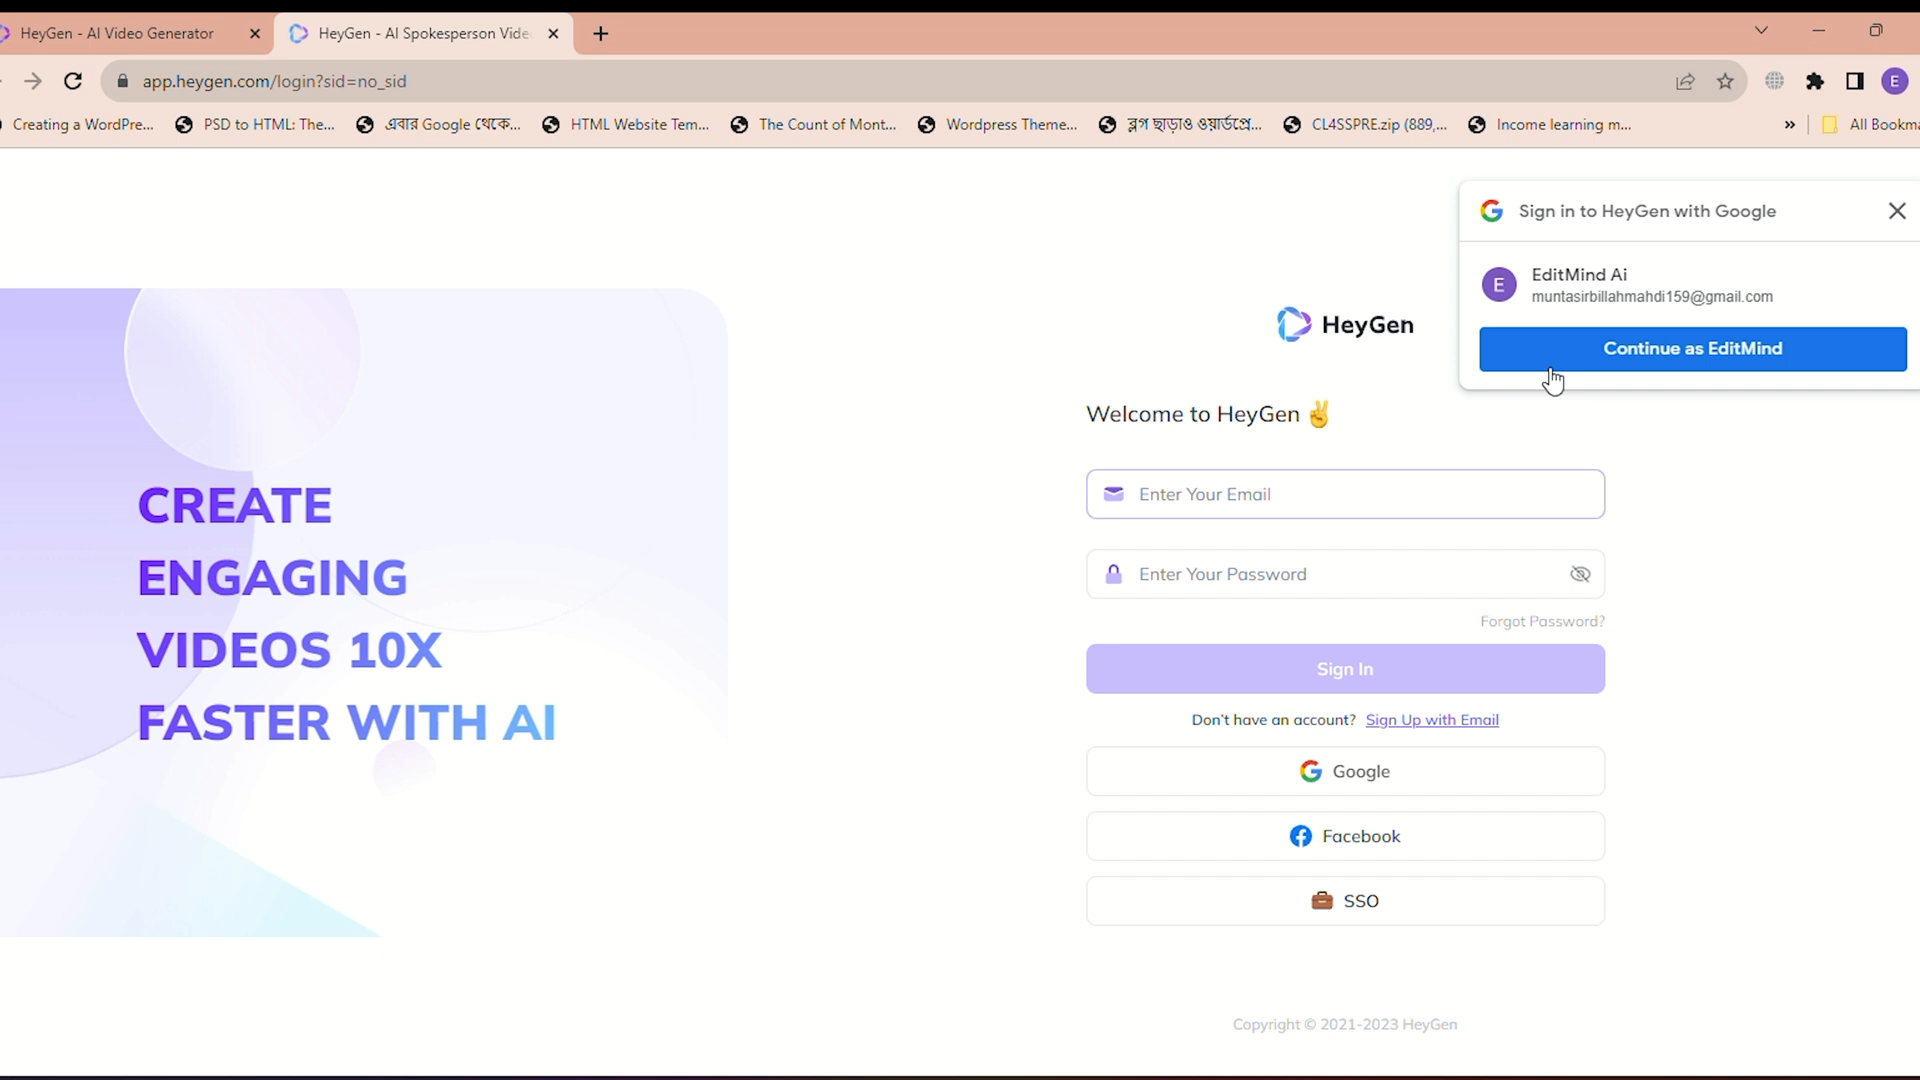 HeyGen - AI Video Generator
HeyGen - AI Spokesperson Vide
app.heygen.com/login?sid=no_sid
E
Creating a WordPre...
PSD to HTML: The...
এবার Google থেকে...
HTML Website Tem...
The Count of Mont...
Wordpress Theme...
ব্লগ ছাড়াও ওয়ার্ডপ্রে...
CL4SSPRE.zip (889,...
Income learning m...
»
All Bookma
Sign in to HeyGen with Google
E
EditMind Ai
muntasirbillahmahdi159@gmail.com
Continue as EditMind
HeyGen
Welcome to HeyGen ✌
Enter Your Email
Enter Your Password
Forgot Password?
Sign In
Don't have an account? Sign Up with Email
Google
Facebook
SSO
Copyright © 2021-2023 HeyGen
CREATE
ENGAGING
VIDEOS 10X
FASTER WITH AI